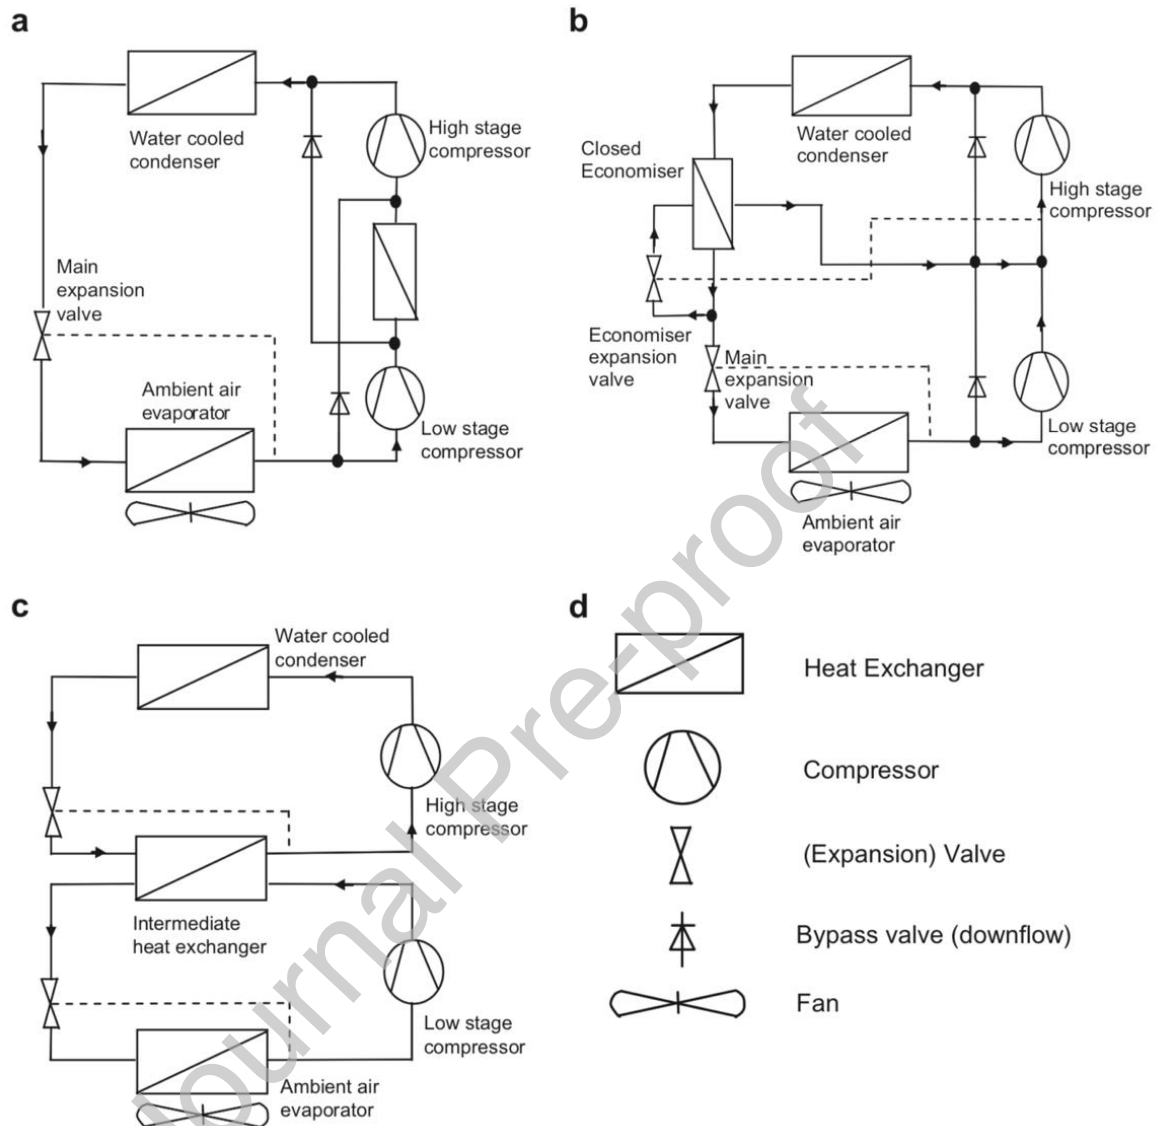 a
Water cooled
condenser
High stage
compressor
Main
expansion
valve
Ambient air
evaporator
Low stage
compressor
b
Water cooled
condenser
Closed
Economiser
High stage
compressor
Economiser
expansion
valve
Main
expansion
valve
Low stage
compressor
Ambient air
evaporator
c
Water cooled
condenser
High stage
compressor
Intermediate
heat exchanger
Low stage
compressor
Ambient air
evaporator
d
Heat Exchanger
Compressor
(Expansion) Valve
Bypass valve (downflow)
Fan
Journal Pre-proof